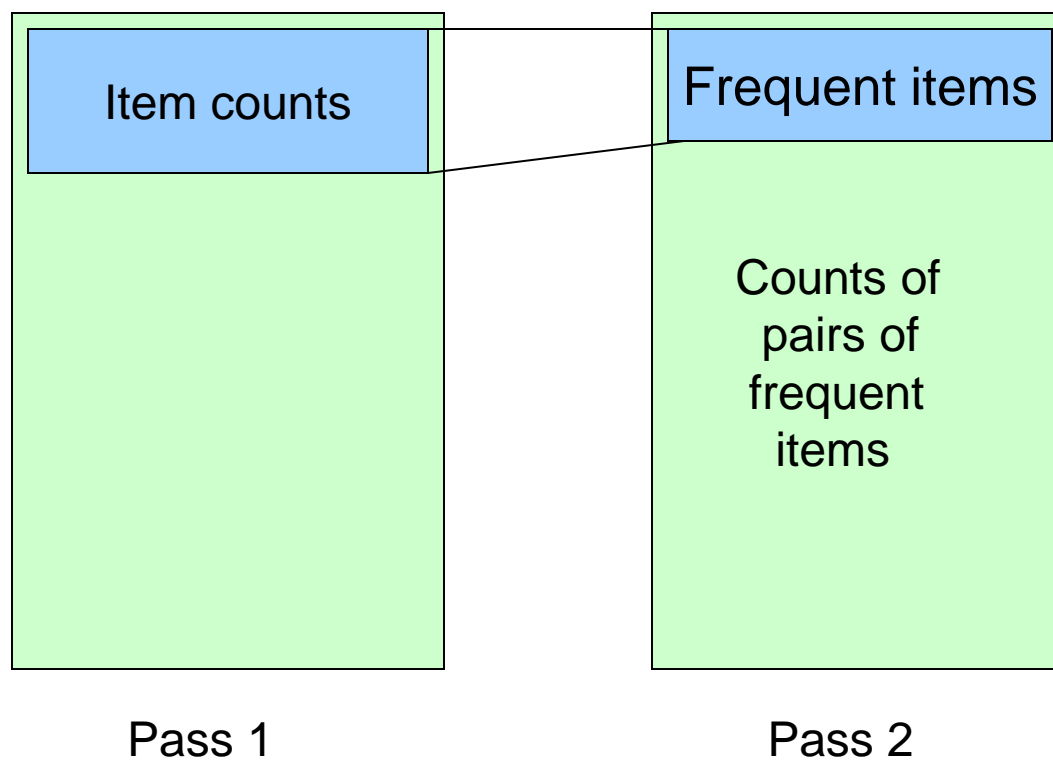 Item counts
Frequent items
Counts of
pairs of
frequent
items
Pass 1
Pass 2